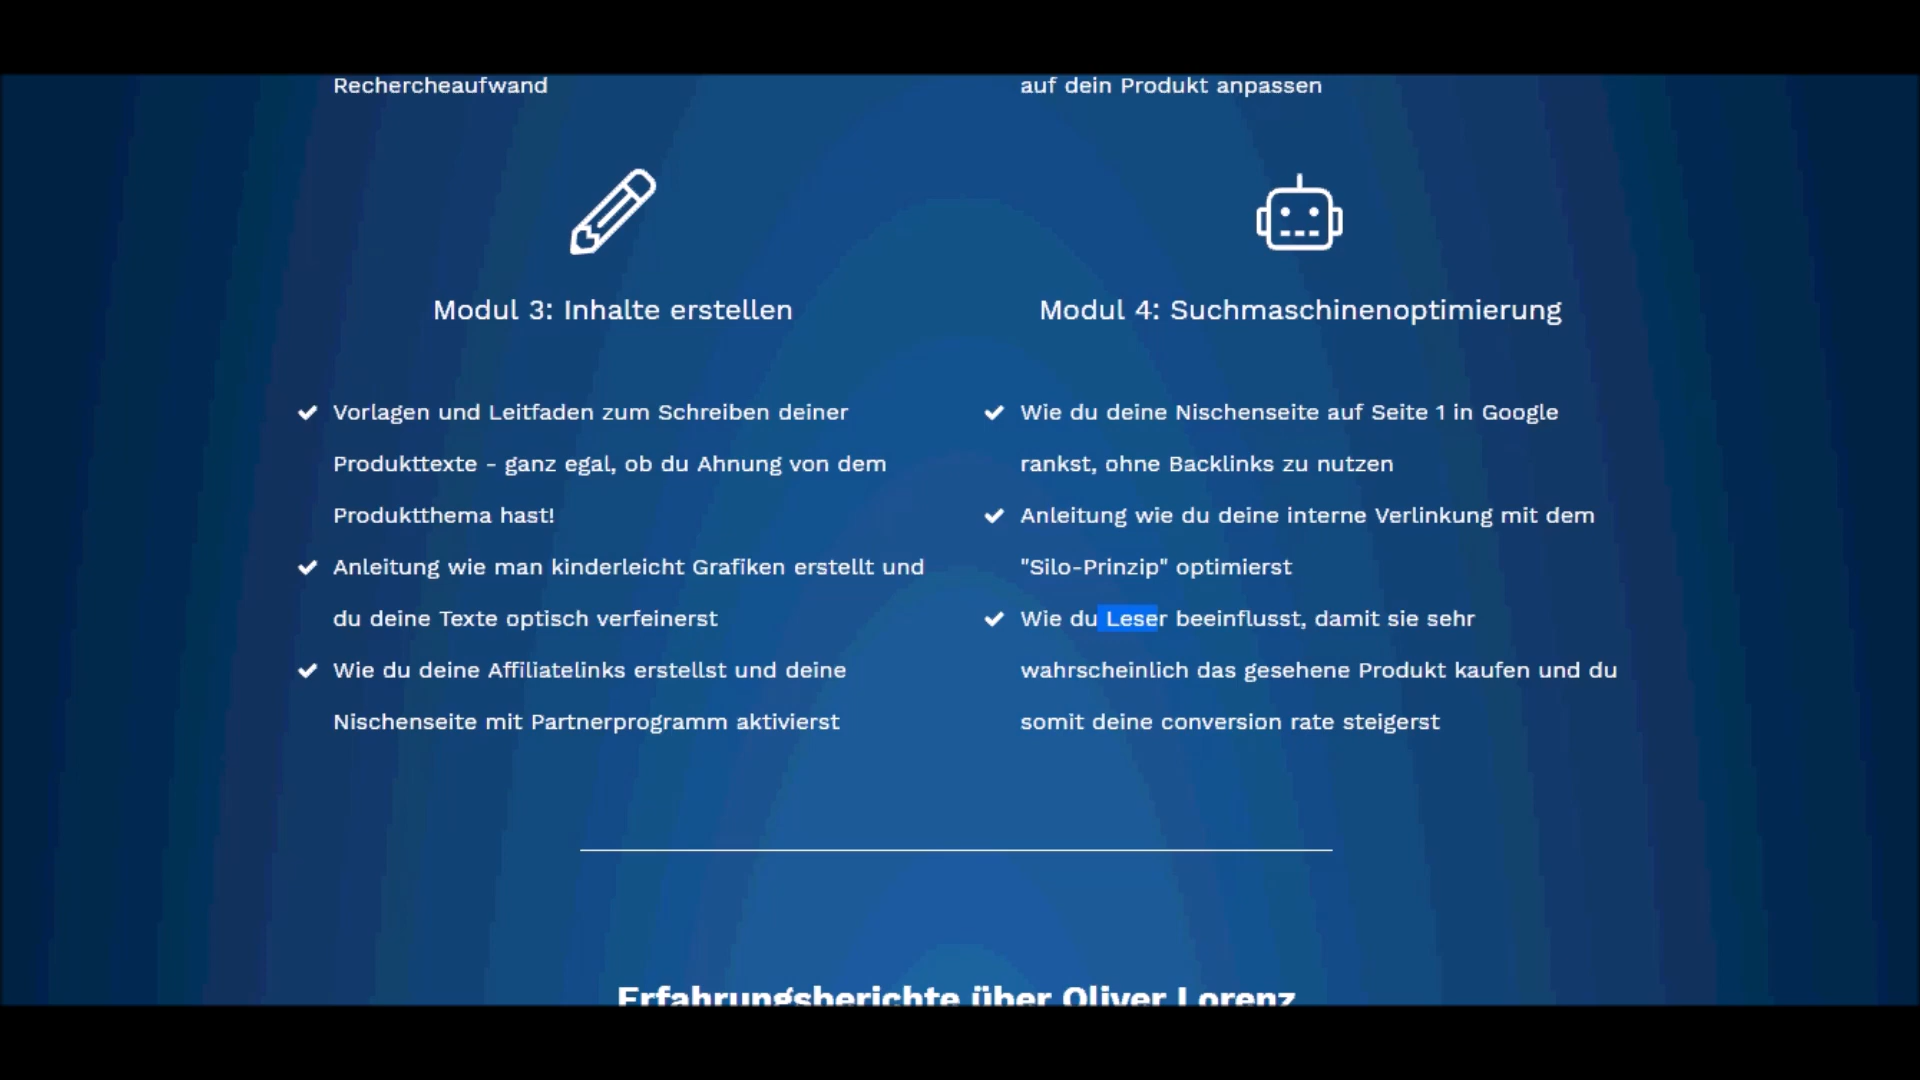 Rechercheaufwand
auf dein Produkt anpassen
Modul 3: Inhalte erstellen
Vorlagen und Leitfaden zum Schreiben deiner
Produkttexte - ganz egal, ob du Ahnung von dem
Produktthema hast!
Anleitung wie man kinderleicht Grafiken erstellt und
du deine Texte optisch verfeinerst
Wie du deine Affiliatelinks erstellst und deine
Nischenseite mit Partnerprogramm aktivierst
Modul 4: Suchmaschinenoptimierung
Wie du deine Nischenseite auf Seite 1 in Google
rankst, ohne Backlinks zu nutzen
Anleitung wie du deine interne Verlinkung mit dem
"Silo-Prinzip" optimierst
Wie du Leser beeinflusst, damit sie sehr
wahrscheinlich das gesehene Produkt kaufen und du
somit deine conversion rate steigerst
Erfahrungsberichte über Oliver Lorenz